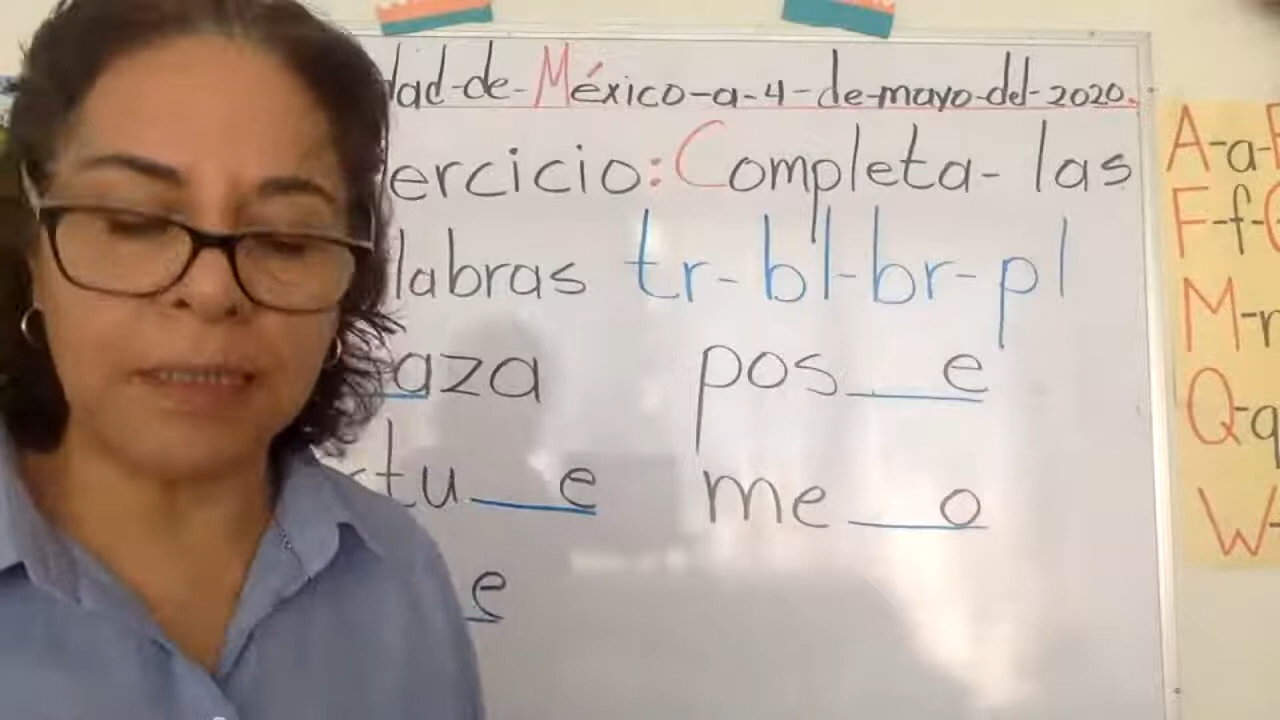 dad-de-México-a-4-de-mayo-del-2020.
ercicio: Completa-las
labras tr-bl-br-pl
aza pos__e
tu__e me__o
e
A-a-
F-f-
M-
Q-q
W-